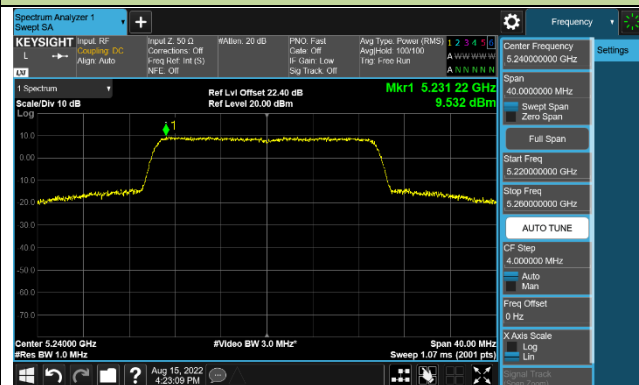 Spectrum Analyzer 1
Swept SA
Frequency
KEYSIGHT
L
LXI
Input: RF
Coupling: DC
Align: Auto
Input Z: 50 Ω
Corrections: Off
Freq Ref: Int (S)
NFE: Off
#Atten: 20 dB
PNO: Fast
Gate: Off
IF Gain: Low
Sig Track: Off
Avg Type: Power (RMS)
Avg|Hold: 100/100
Trig: Free Run
1 2 3 4 5 6
A W W W W W
A N N N N N
1 Spectrum
Scale/Div 10 dB
Log
Ref Lvl Offset 22.40 dB
Ref Level 20.00 dBm
Mkr1 5.231 22 GHz
9.532 dBm
1
10.0
0.00
-10.0
-20.0
-30.0
-40.0
-50.0
-60.0
-70.0
Center 5.24000 GHz
#Res BW 1.0 MHz
#Video BW 3.0 MHz*
Span 40.00 MHz
Sweep 1.07 ms (2001 pts)
Aug 15, 2022
4:23:09 PM
Center Frequency
5.240000000 GHz
Settings
Span
40.0000000 MHz
Swept Span
Zero Span
Full Span
Start Freq
5.220000000 GHz
Stop Freq
5.260000000 GHz
AUTO TUNE
CF Step
4.000000 MHz
Auto
Man
Freq Offset
0 Hz
X Axis Scale
Log
Lin
Signal Track
(Span Zoom)